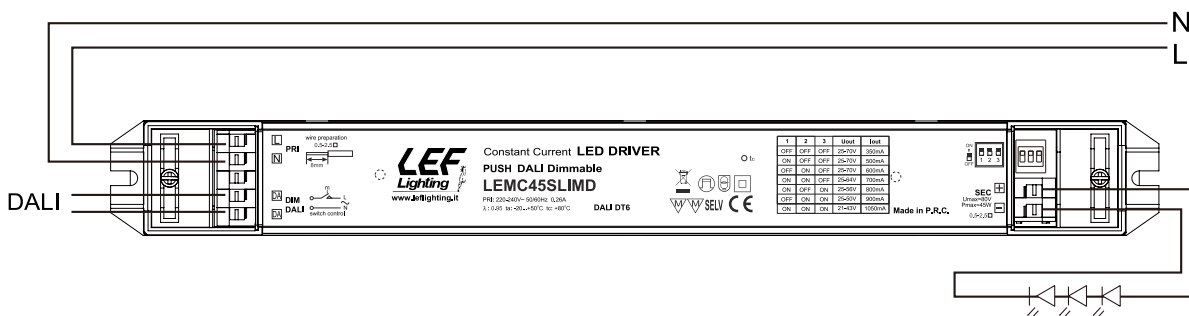 N
L
DALI
L
PRI
N
wire preparation
0.5-2.5
8mm
DA
DIM
DALI
DA
m
L
N
switch control
LEF
Lighting
www.leflighting.it
Constant Current LED DRIVER
PUSH DALI Dimmable
LEMC45SLIMD
PRI: 220-240V~ 50/60Hz 0,26A
λ: 0.95 ta: -20...+50°C tc: +80°C
DALI DT6
tc
M M SELV CE
1 2 3 Uout Iout
OFF OFF OFF 25-70V 350mA
ON OFF OFF 25-70V 500mA
OFF ON OFF 25-70V 600mA
ON ON OFF 25-64V 700mA
OFF OFF ON 25-56V 800mA
OFF ON ON 25-50V 900mA
ON ON ON 21-43V 1050mA
Made in P.R.C.
ON
OFF
1 2 3
SEC
+
Umax=80V
Pmax=45W
-
0.5-2.5